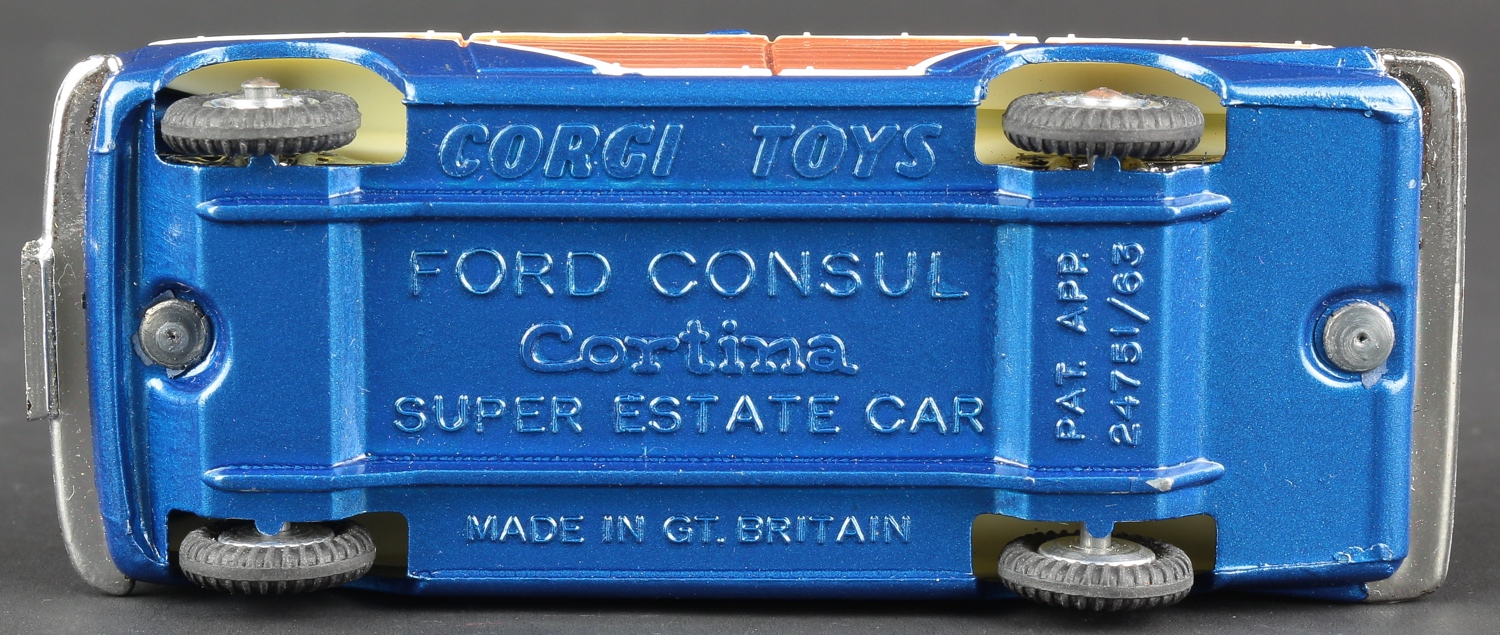 CORGI TOYS
FORD CONSUL
Cortina
SUPER ESTATE CAR
PAT. APP.
24751/63
MADE IN GT. BRITAIN